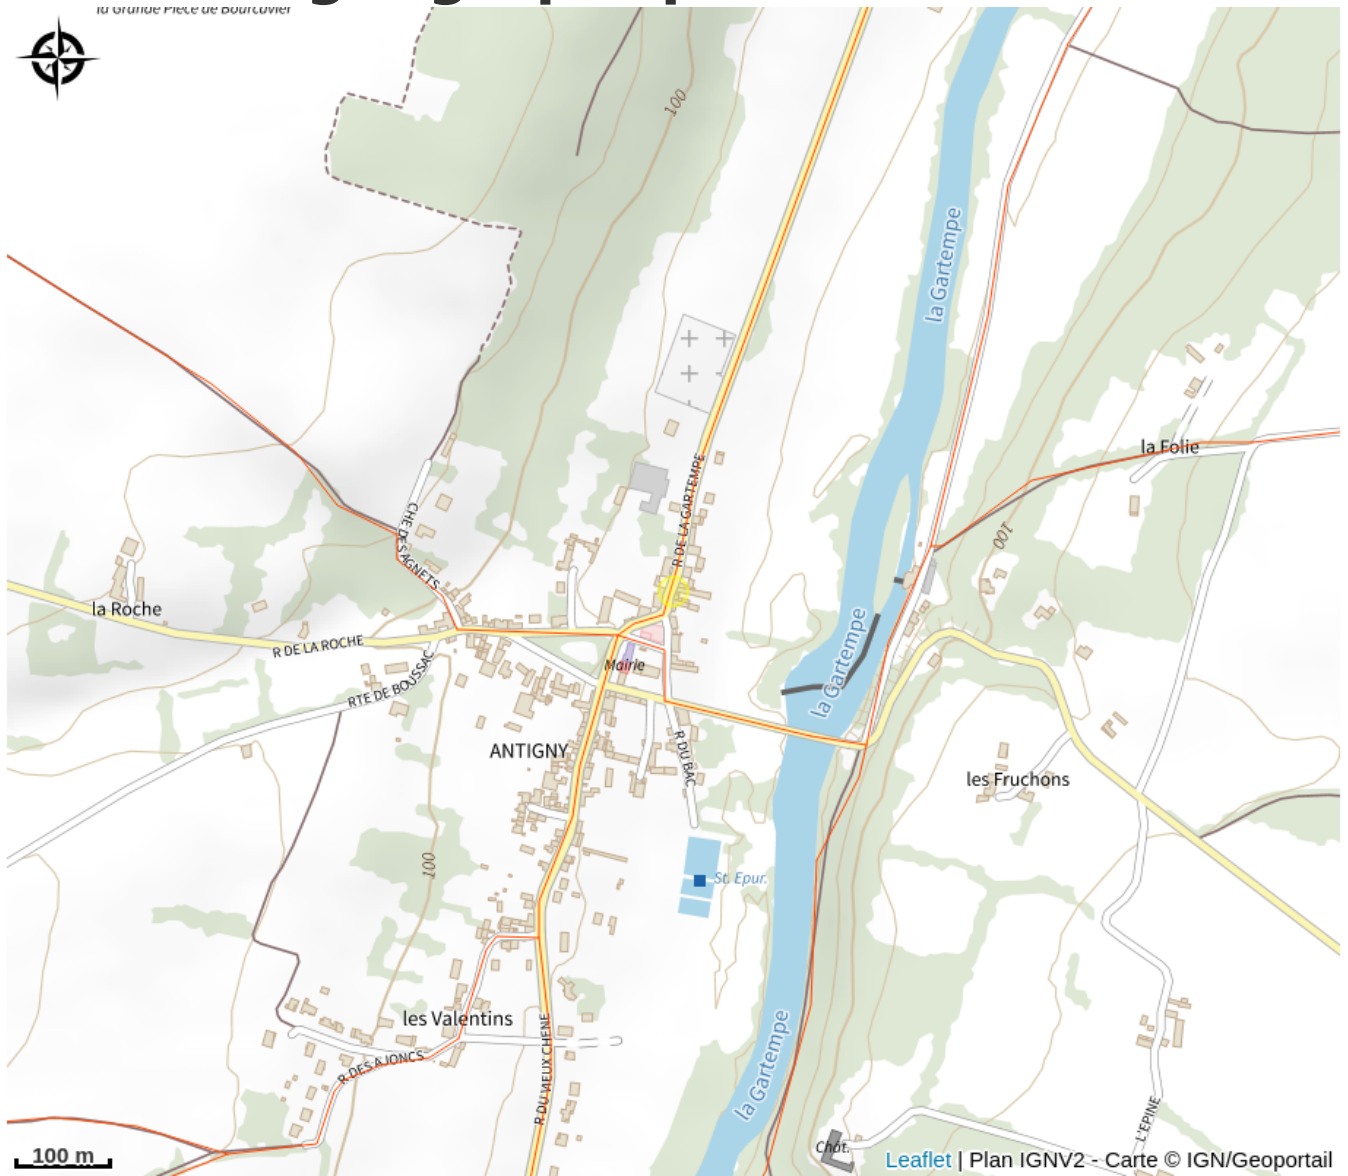 la Grande Pièce de Bourcavier
100
la Gartempe
la Folie
R DE LA GARTEMPE
CHE DES AGNETS
100
la Roche
R DE LA ROCHE
Mairie
la Gartempe
RTE DE BOUSSAC
ANTIGNY
R DU BAC
les Fruchons
100
St. Epur.
les Valentins
R DES AJONCS
R DU VIEUX CHENE
la Gartempe
L'EPINE
Chât.
100 m
Leaflet | Plan IGNV2 - Carte © IGN/Geoportail